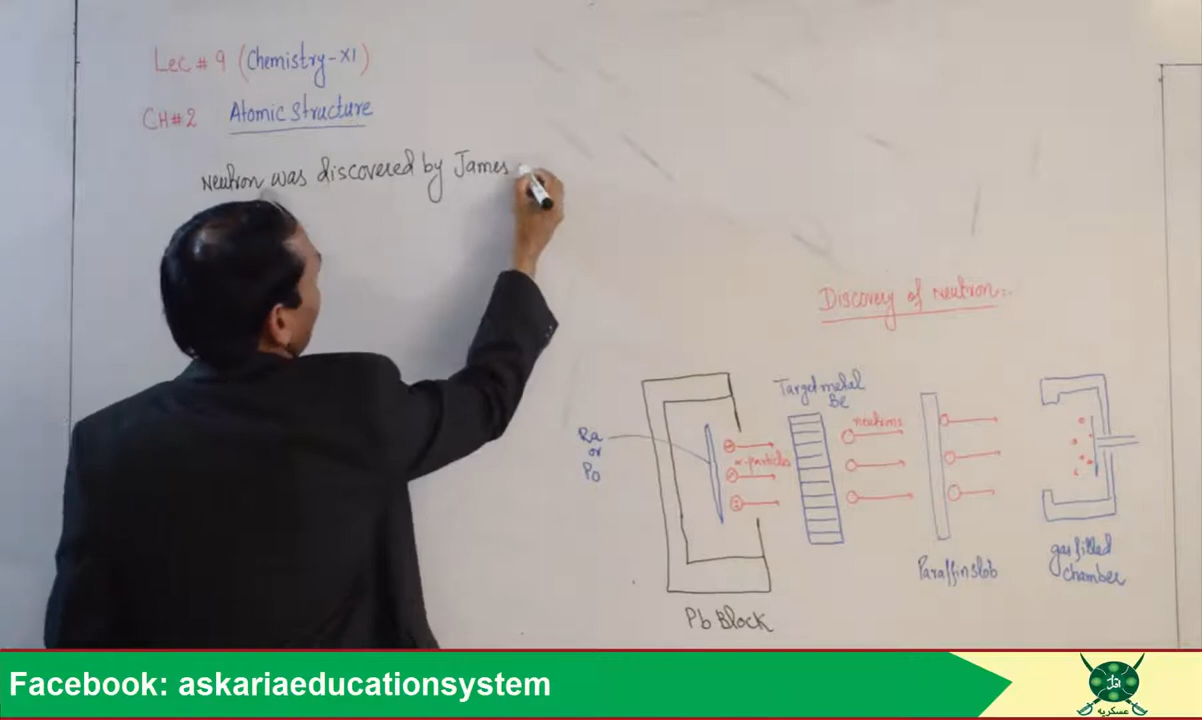 Lec # 9 (Chemistry-XI)
CH#2 Atomic Structure
Neutron was discovered by James
Discovery of Neutron:.
Target metal
Be
neutrons
Ra
or
Po
α-particles
Paraffin slab
gas filled
chamber
Pb Block
Facebook: askariaeducationsystem
عسکریہ